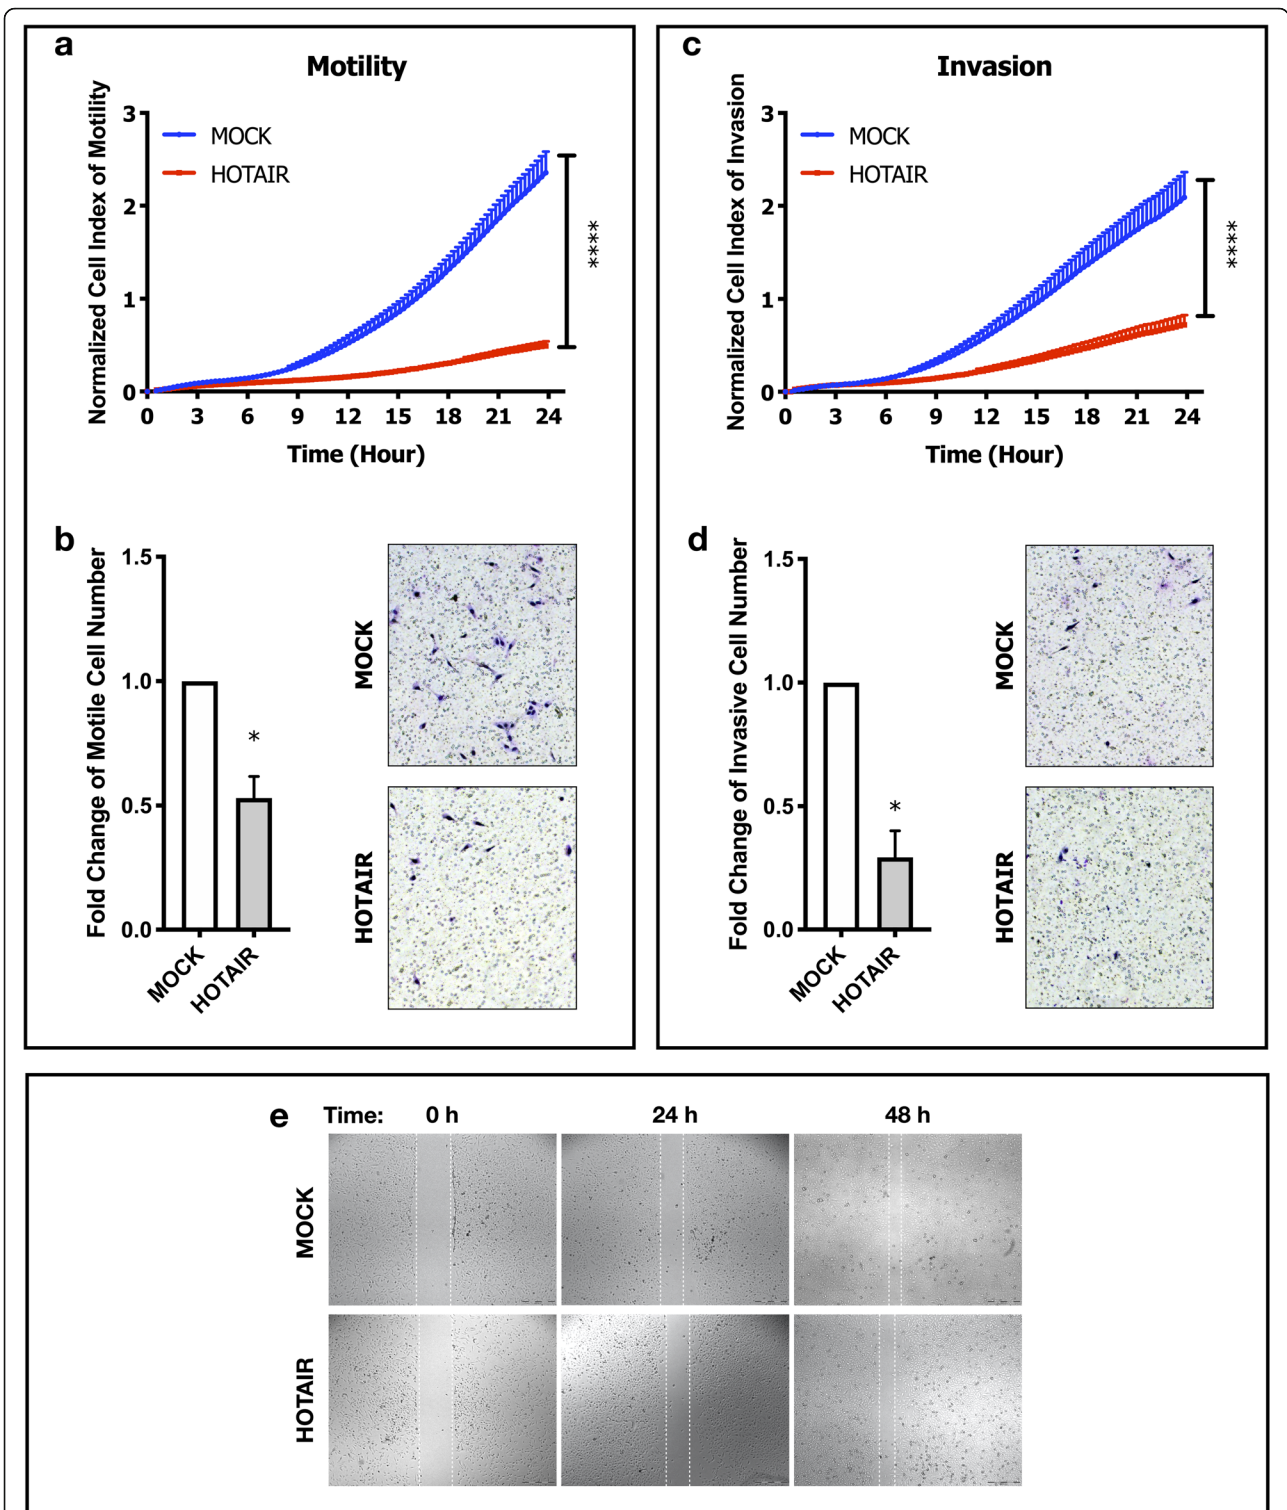 a
Motility
Normalized Cell Index of Motility
3
2
1
0
MOCK
HOTAIR
****
0 3 6 9 12 15 18 21 24
Time (Hour)
c
Invasion
Normalized Cell Index of Invasion
3
2
1
0
MOCK
HOTAIR
****
0 3 6 9 12 15 18 21 24
Time (Hour)
b
Fold Change of Motile Cell Number
1.5
1.0
0.5
0.0
*
MOCK
HOTAIR
MOCK
HOTAIR
d
Fold Change of Invasive Cell Number
1.5
1.0
0.5
0.0
*
MOCK
HOTAIR
MOCK
HOTAIR
e
Time: 0 h 24 h 48 h
MOCK
HOTAIR